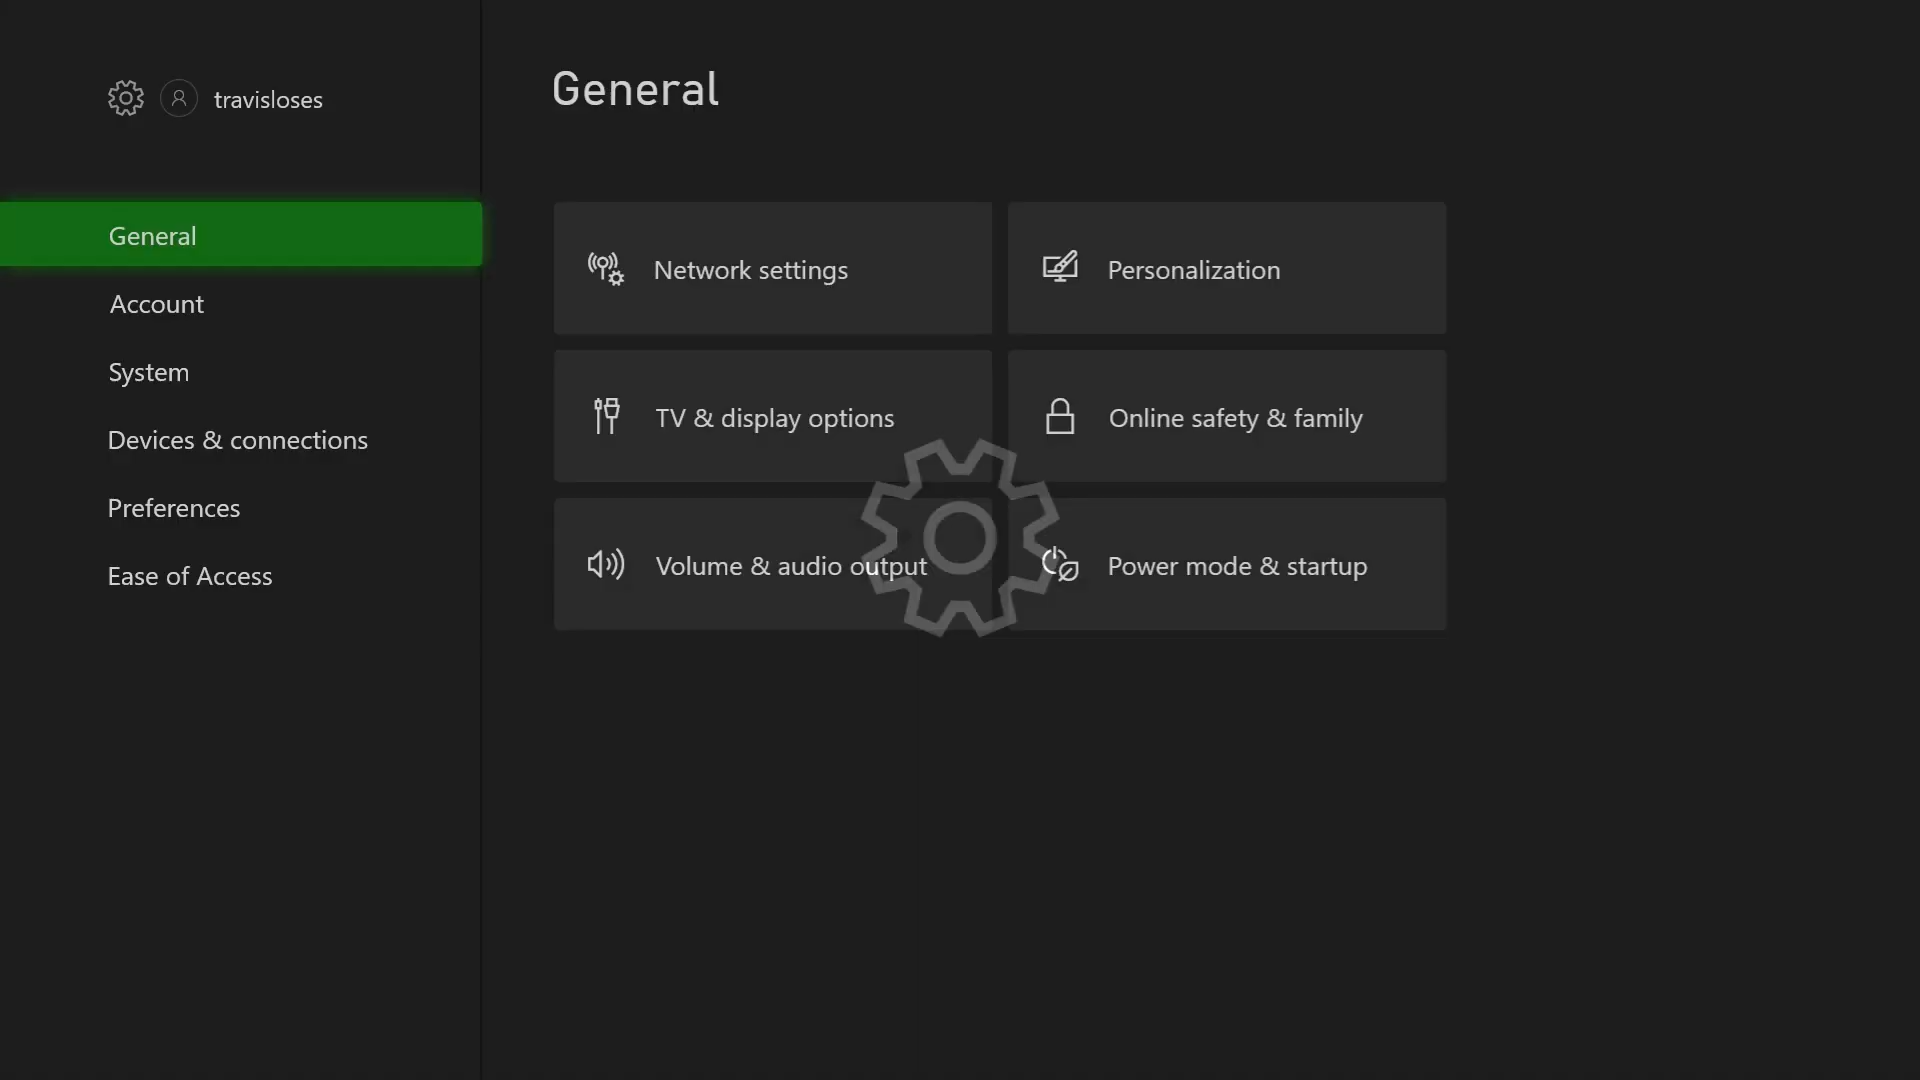 travisloses
General
Account
System
Devices & connections
Preferences
Ease of Access
General
Network settings
Personalization
TV & display options
Online safety & family
Volume & audio output
Power mode & startup